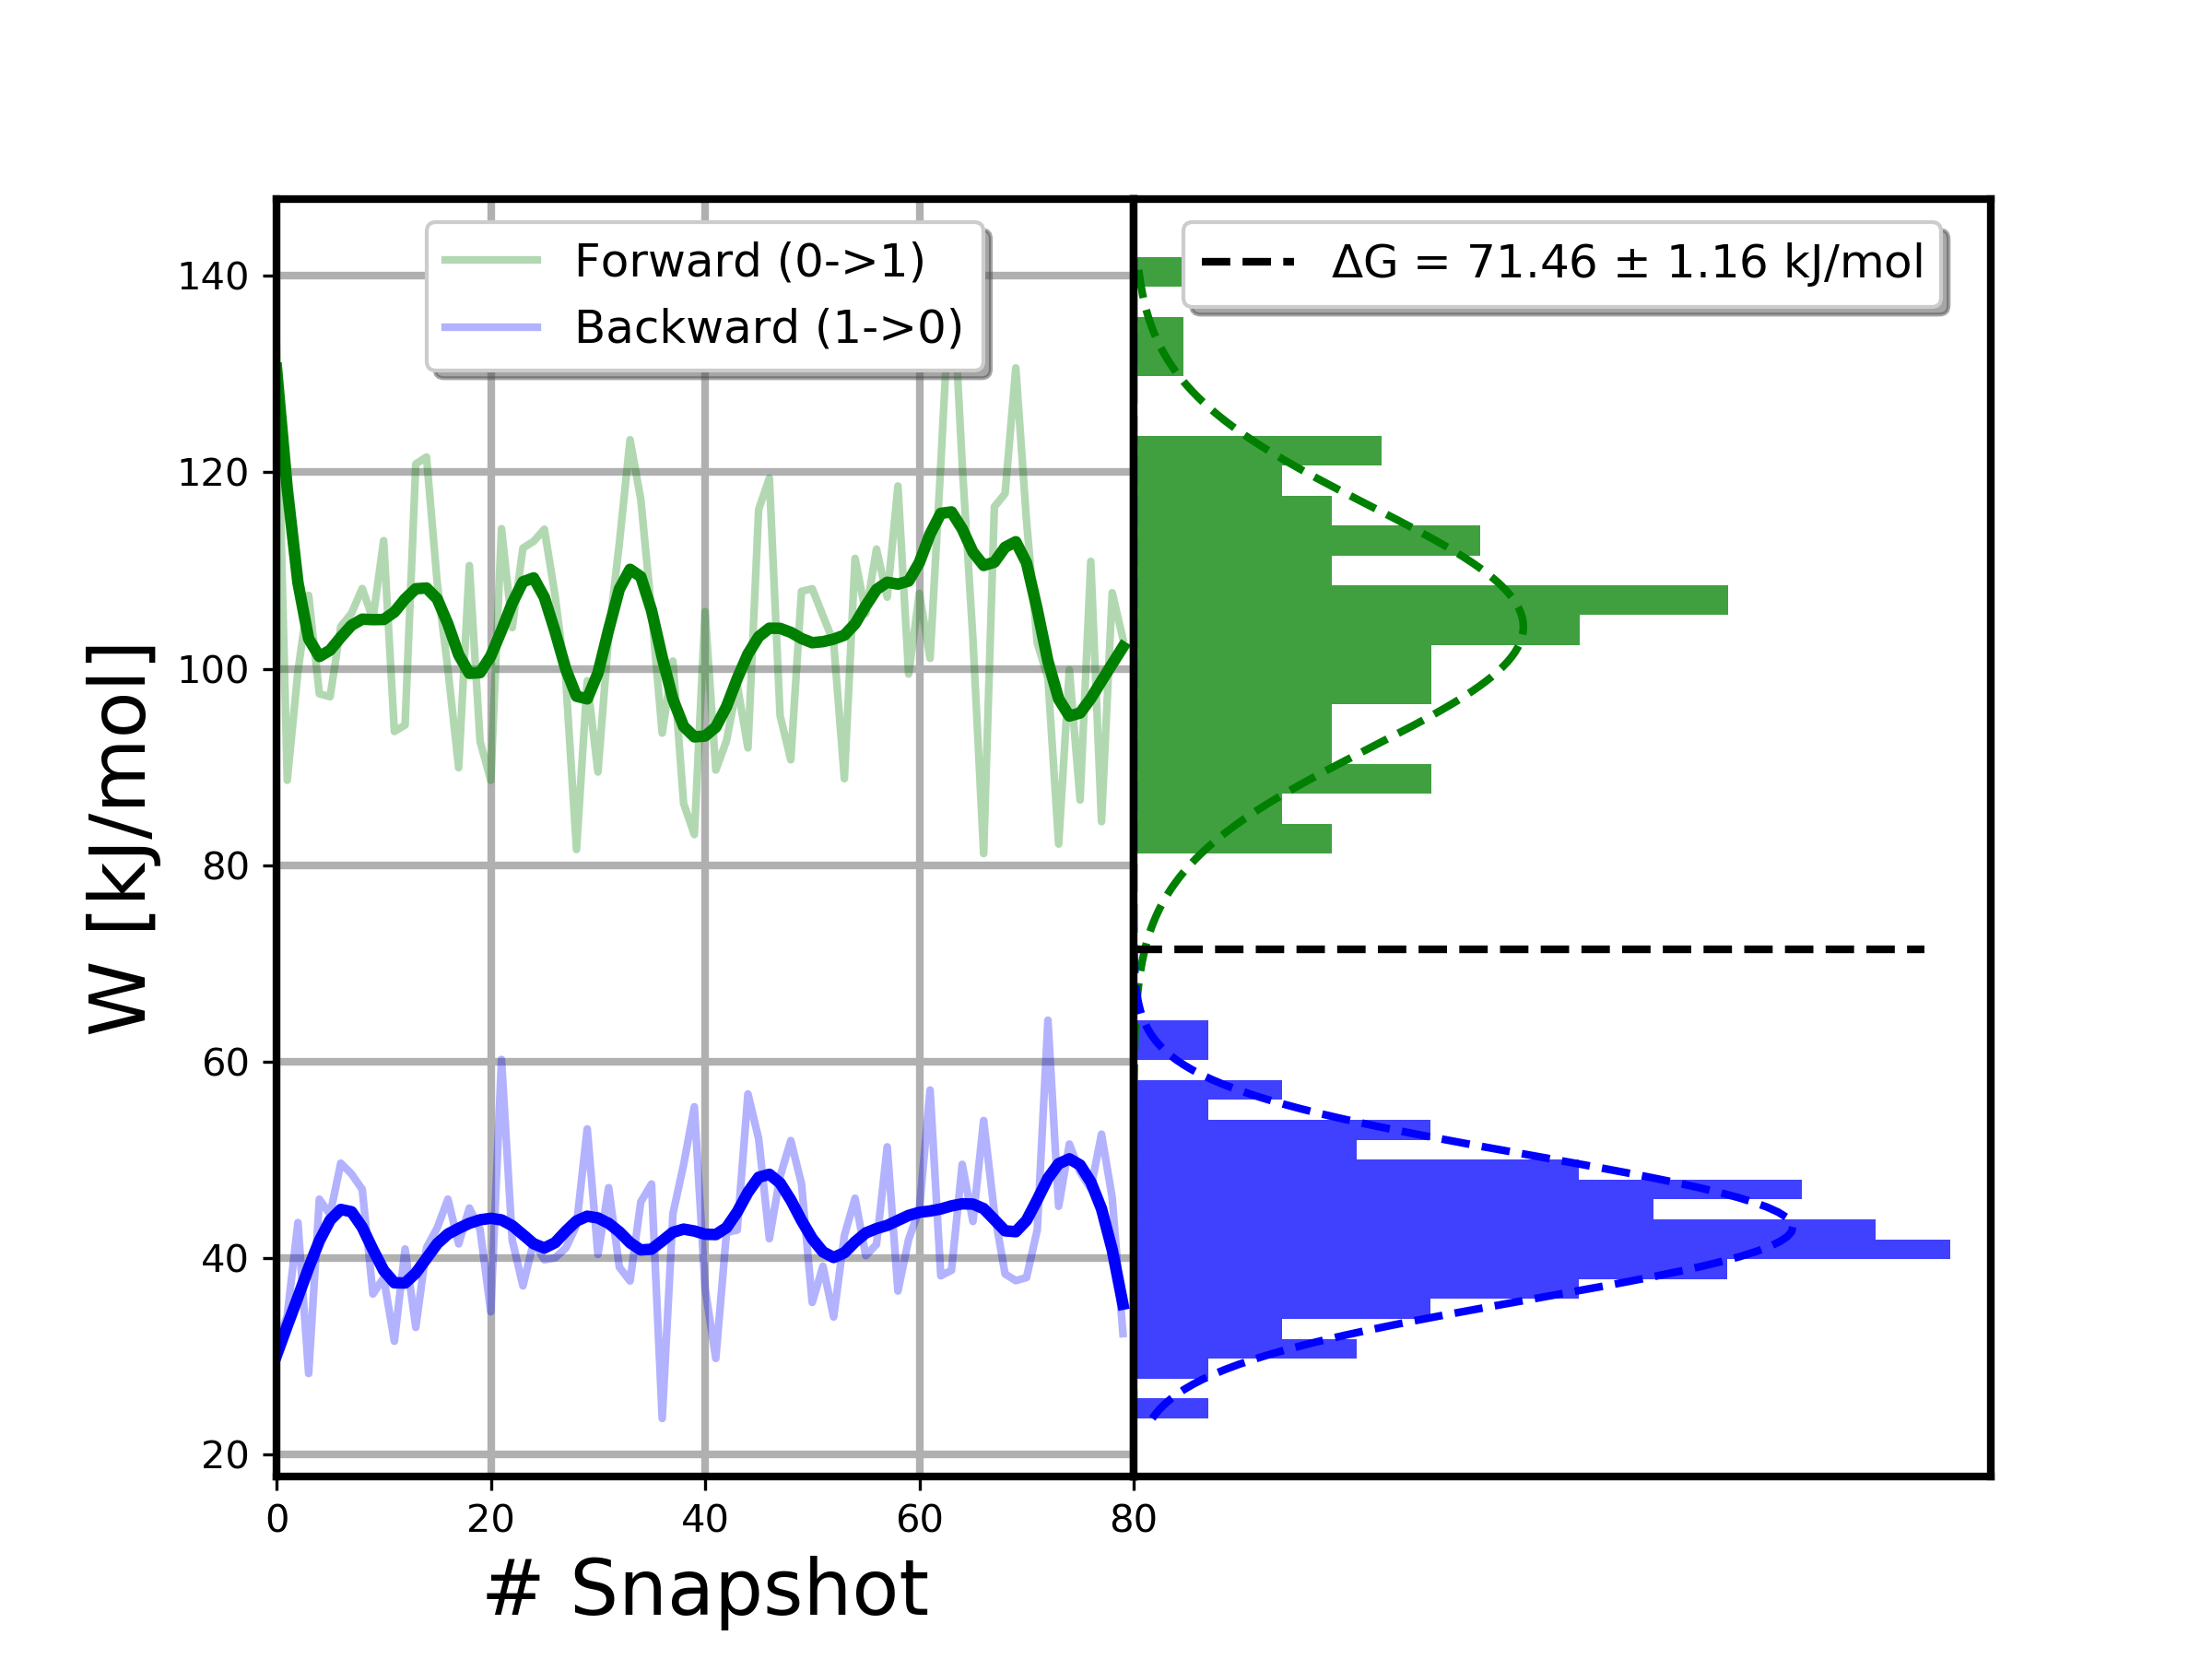 Forward (0->1)
Backward (1->0)
ΔG = 71.46 ± 1.16 kJ/mol
W [kJ/mol]
140
120
100
80
60
40
20
0 20 40 60 80
# Snapshot